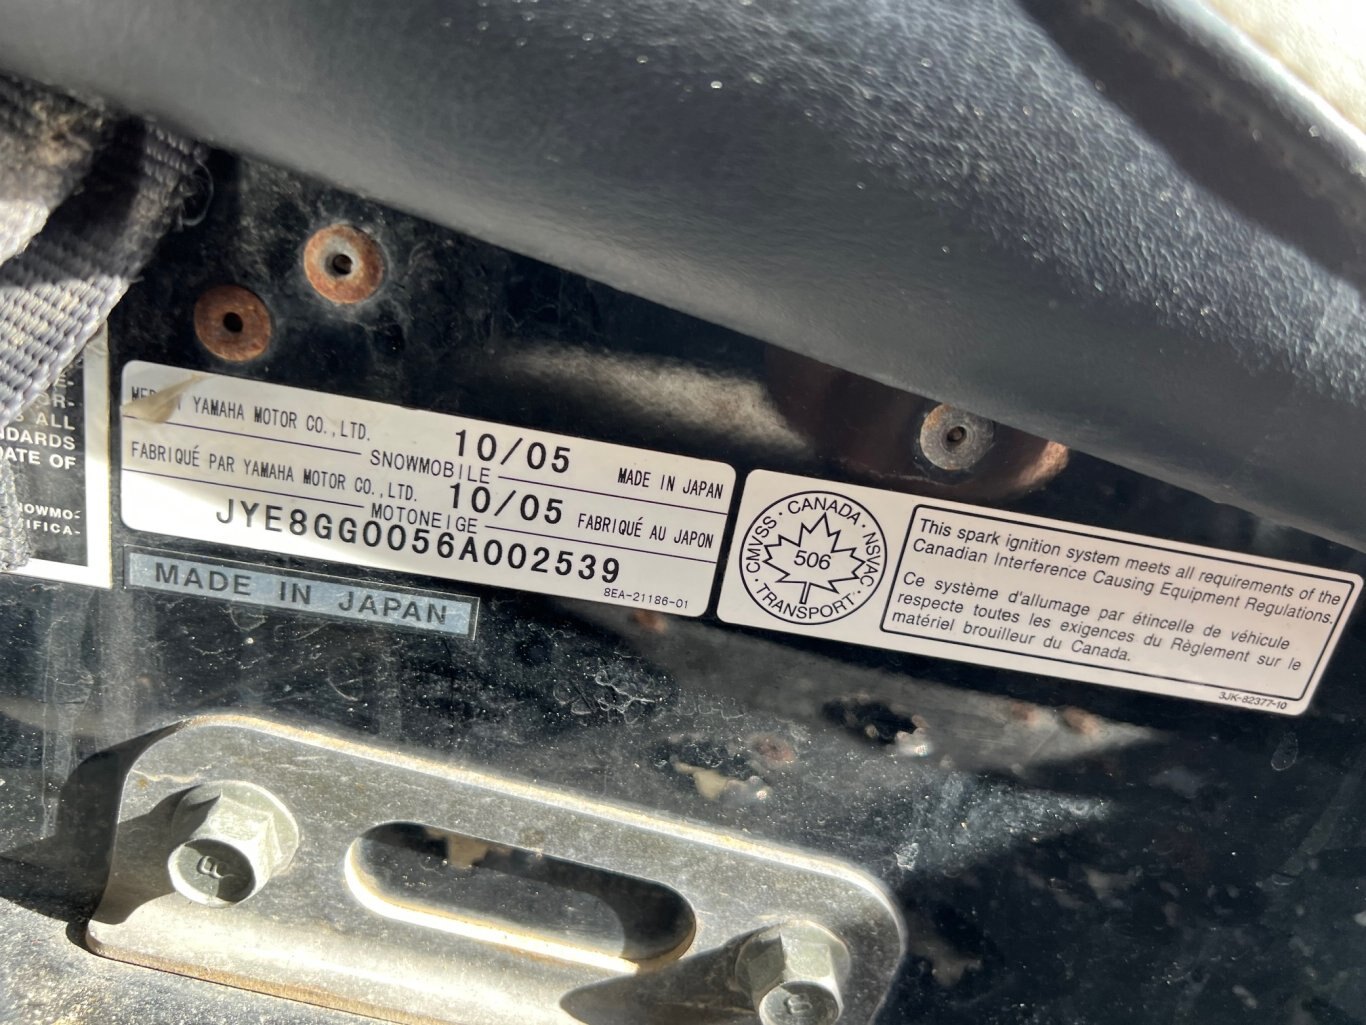 E-
OR-
S ALL
NDARDS
DATE OF
NOWMO-
TIFICA-
YAMAHA MOTOR CO.,LTD. 10/05 MADE IN JAPAN
SNOWMOBILE
FABRIQUÉ PAR YAMAHA MOTOR CO.,LTD. 10/05 FABRIQUÉ AU JAPON
MOTONEIGE
JYE8GG0056A002539
8EA-21186-01
MADE IN JAPAN
CANADA · NSVAC · TRANSPORT · CMVSS ·
506
This spark ignition system meets all requirements of the
Canadian Interference Causing Equipment Regulations.
Ce système d'allumage par étincelle de véhicule
respecte toutes les exigences du Règlement sur le
matériel brouilleur du Canada.
3JK-82377-10